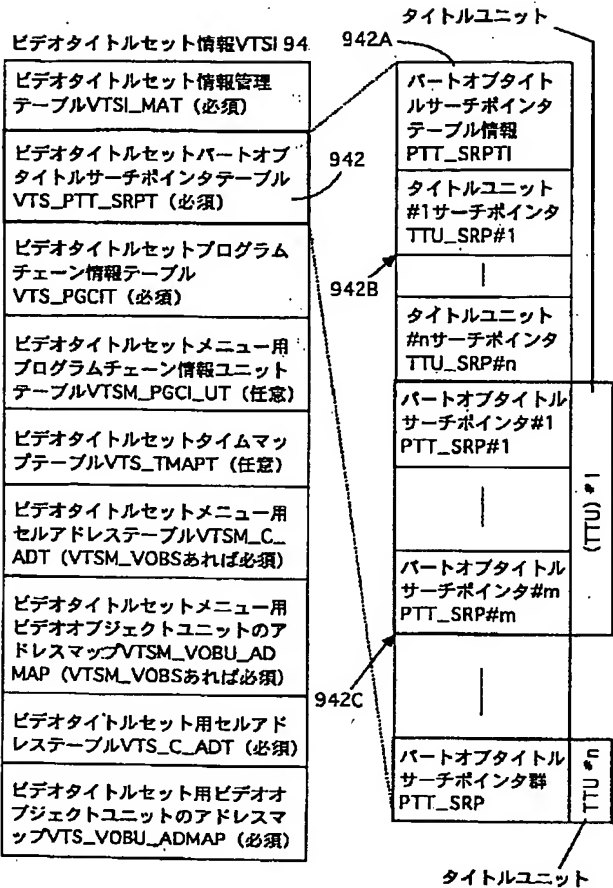 ビデオタイトルセット情報VTSI 94
ビデオタイトルセット情報管理
テーブルVTSI_MAT（必須）
ビデオタイトルセットパートオブ
タイトルサーチポインタテーブル
VTS_PTT_SRPT（必須）
ビデオタイトルセットプログラム
チェーン情報テーブル
VTS_PGCIT（必須）
ビデオタイトルセットメニュー用
プログラムチェーン情報ユニット
テーブルVTSM_PGCI_UT（任意）
ビデオタイトルセットタイムマッ
プテーブルVTS_TMAPT（任意）
ビデオタイトルセットメニュー用
セルアドレステーブルVTSM_C_
ADT（VTSM_VOBSあれば必須）
ビデオタイトルセットメニュー用
ビデオオブジェクトユニットのア
ドレスマップVTSM_VOBU_AD
MAP（VTSM_VOBSあれば必須）
ビデオタイトルセット用セルアド
レステーブルVTS_C_ADT（必須）
ビデオタイトルセット用ビデオオ
ブジェクトユニットのアドレスマ
ップVTS_VOBU_ADMAP（必須）
942
タイトルユニット
942A
パートオブタイト
ルサーチポインタ
テーブル情報
PTT_SRPTI
タイトルユニット
#1サーチポインタ
TTU_SRP#1
942B
タイトルユニット
#nサーチポインタ
TTU_SRP#n
パートオブタイトル
サーチポインタ#1
PTT_SRP#1
(TTU) #1
パートオブタイトル
サーチポインタ#m
PTT_SRP#m
942C
パートオブタイトル
サーチポインタ群
PTT_SRP
TTU #n
タイトルユニット